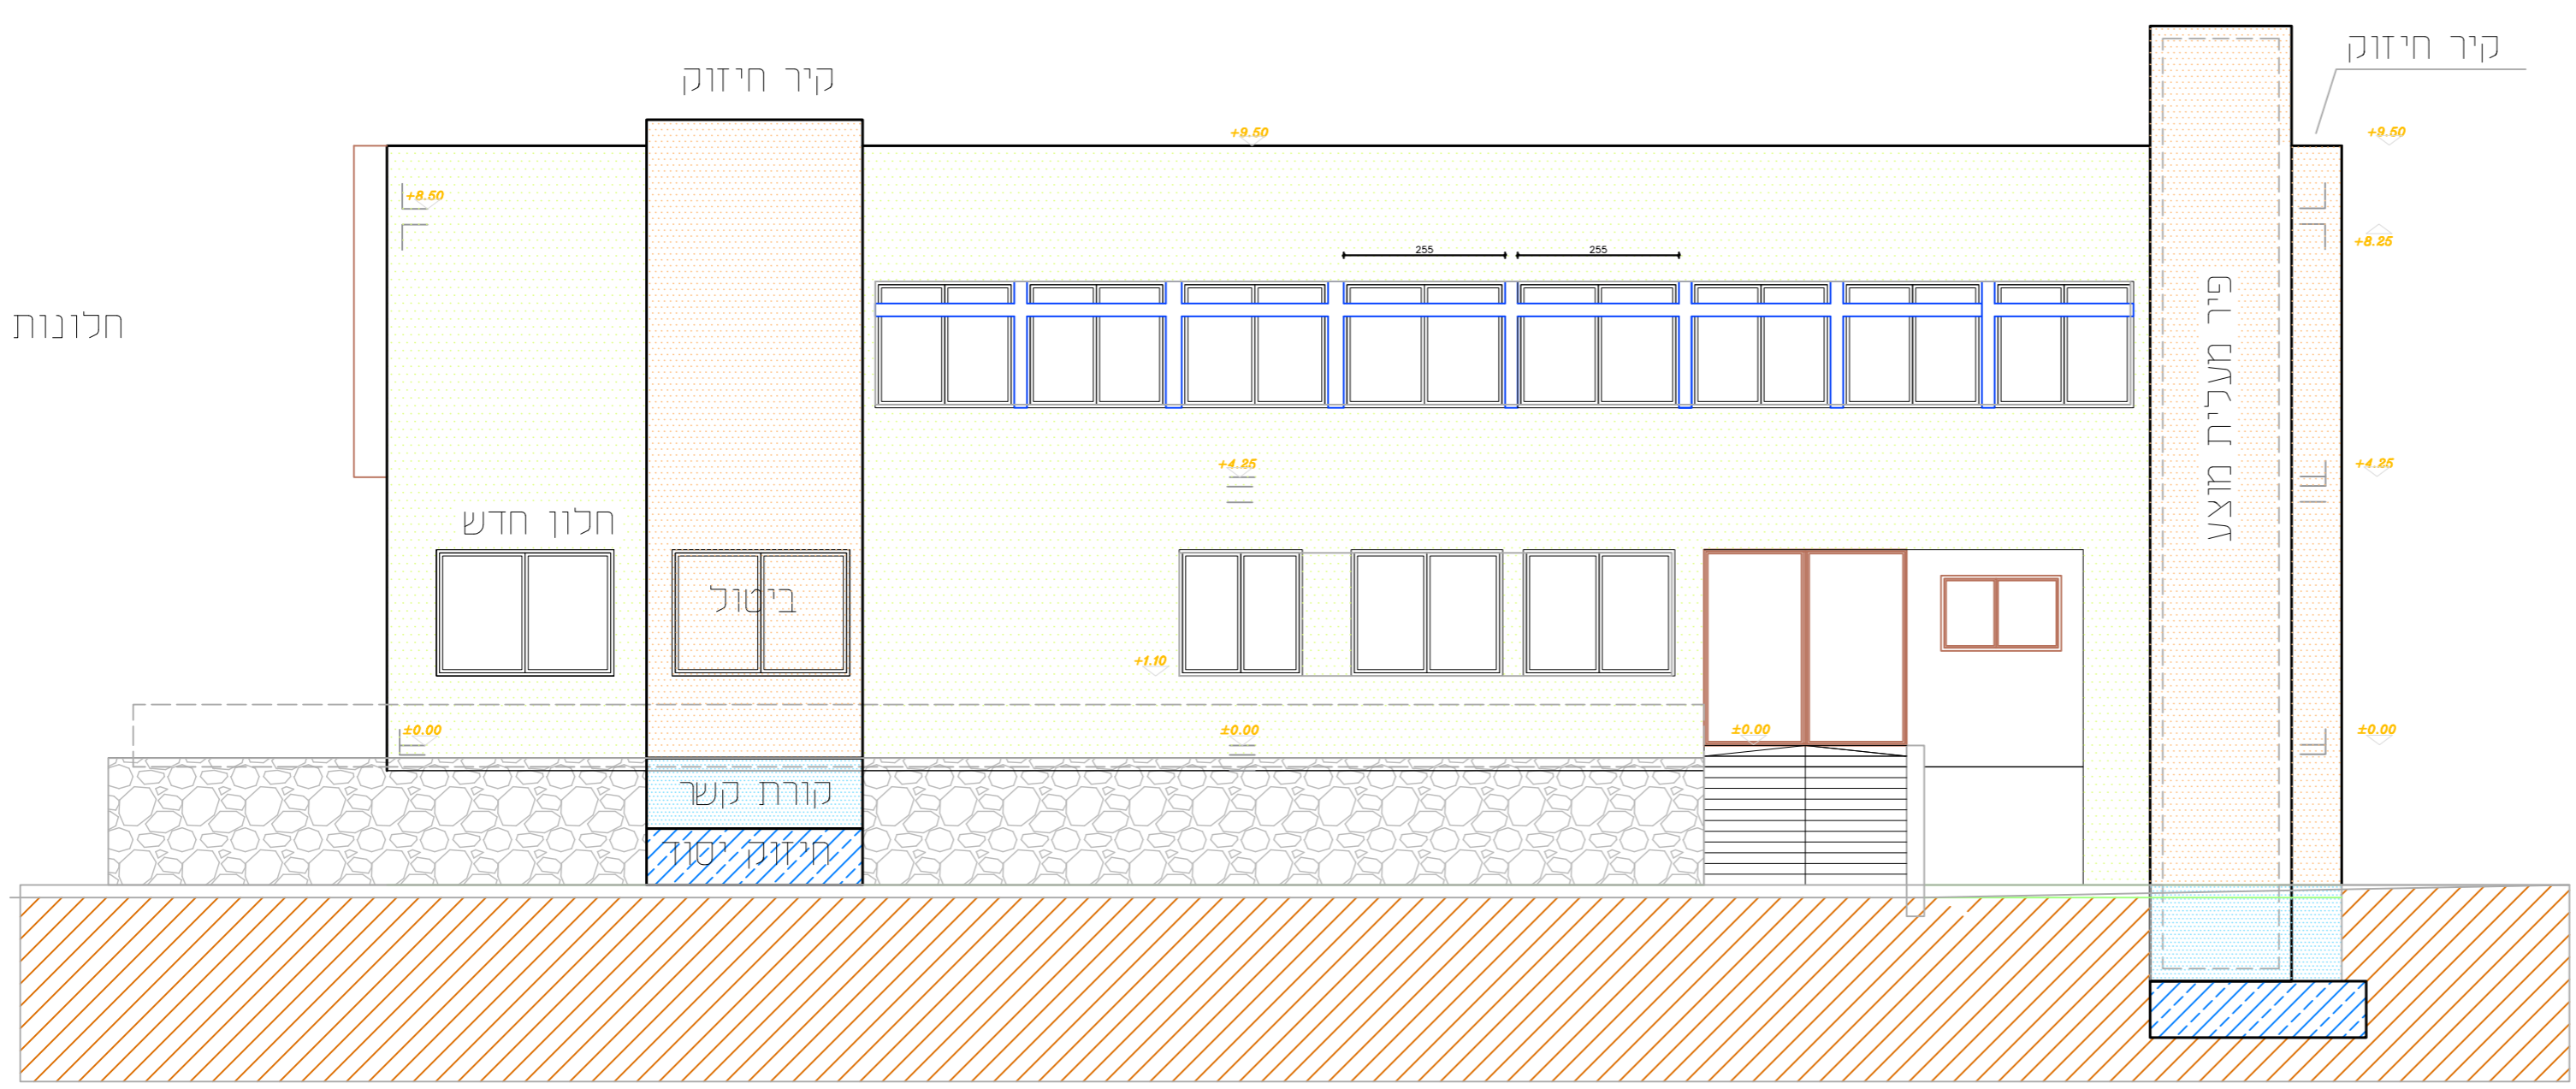 קיר חיזוק
קיר חיזוק
+9.50
+9.50
+8.50
+8.25
255
255
חלונות
פיר מעלית מוצע
+4.25
+4.25
חלון חדש
ביטול
+1.10
±0.00
±0.00
±0.00
±0.00
קורת קשר
חיזוק יסוד